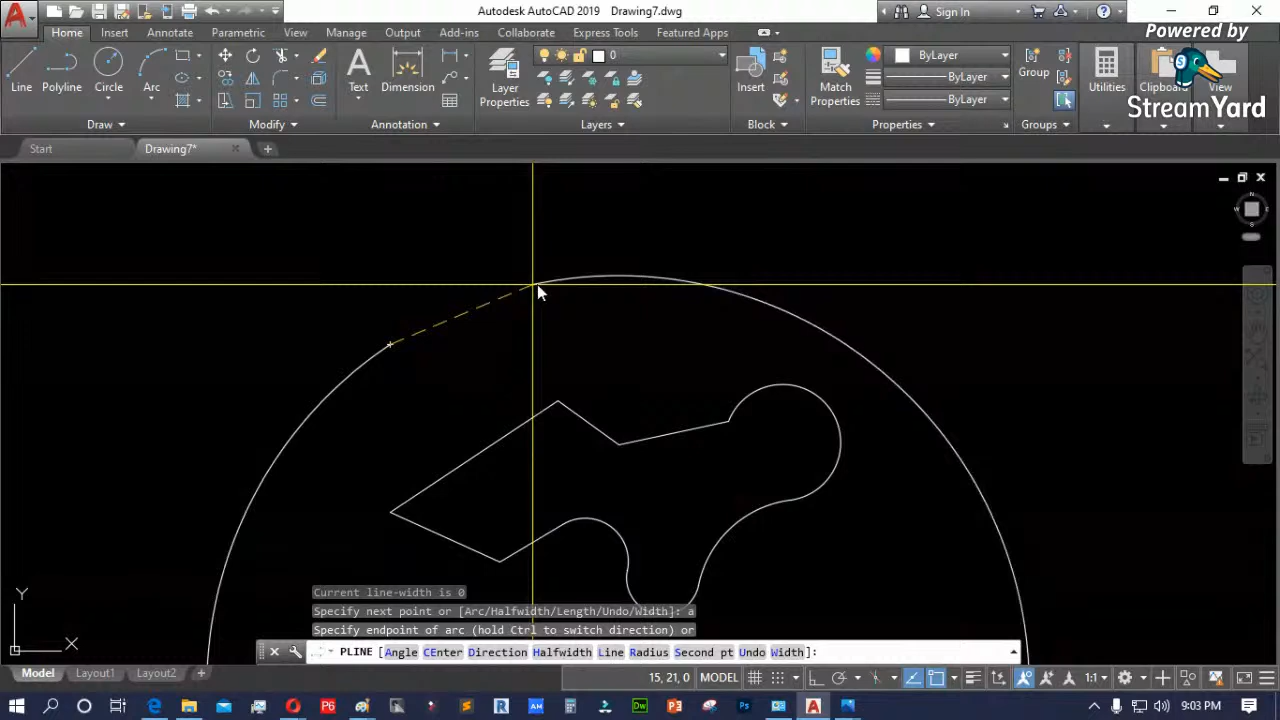 Autodesk AutoCAD 2019 Drawing7.dwg
Sign In
Powered by
StreamYard
Home Insert Annotate Parametric View Manage Output Add-ins Collaborate Express Tools Featured Apps
Line Polyline Circle Arc
Text Dimension
Layer Properties
0
Insert
Match Properties
ByLayer
ByLayer
ByLayer
Group
Utilities
Clipboard
View
Draw Modify Annotation Layers Block Properties Groups
Start Drawing7*
N
W E
S
Y
X
Current line-width is 0
Specify next point or [Arc/Halfwidth/Length/Undo/Width]: a
Specify endpoint of arc (hold Ctrl to switch direction) or
PLINE [Angle CEnter Direction Halfwidth Line Radius Second pt Undo Width]:
Model Layout1 Layout2 +
15, 21, 0 MODEL
1:1
9:03 PM